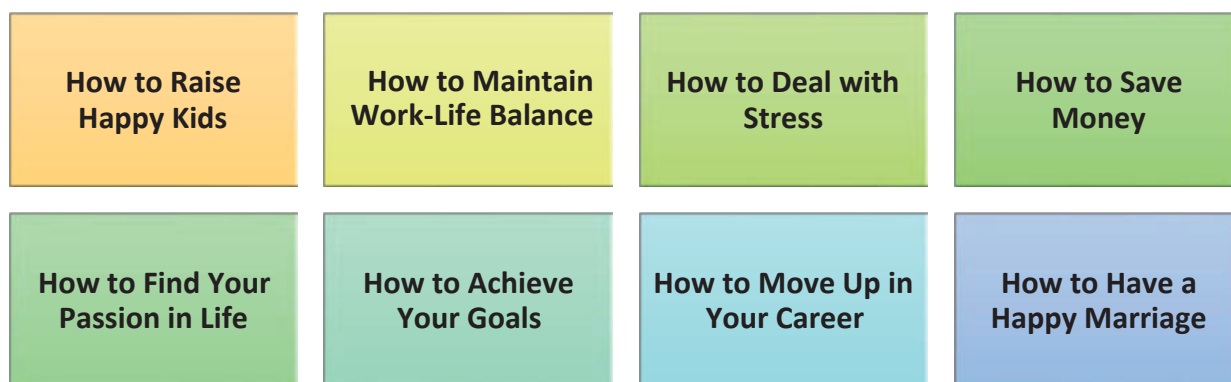 How to Raise
Happy Kids
How to Maintain
Work-Life Balance
How to Deal with
Stress
How to Save
Money
How to Find Your
Passion in Life
How to Achieve
Your Goals
How to Move Up in
Your Career
How to Have a
Happy Marriage